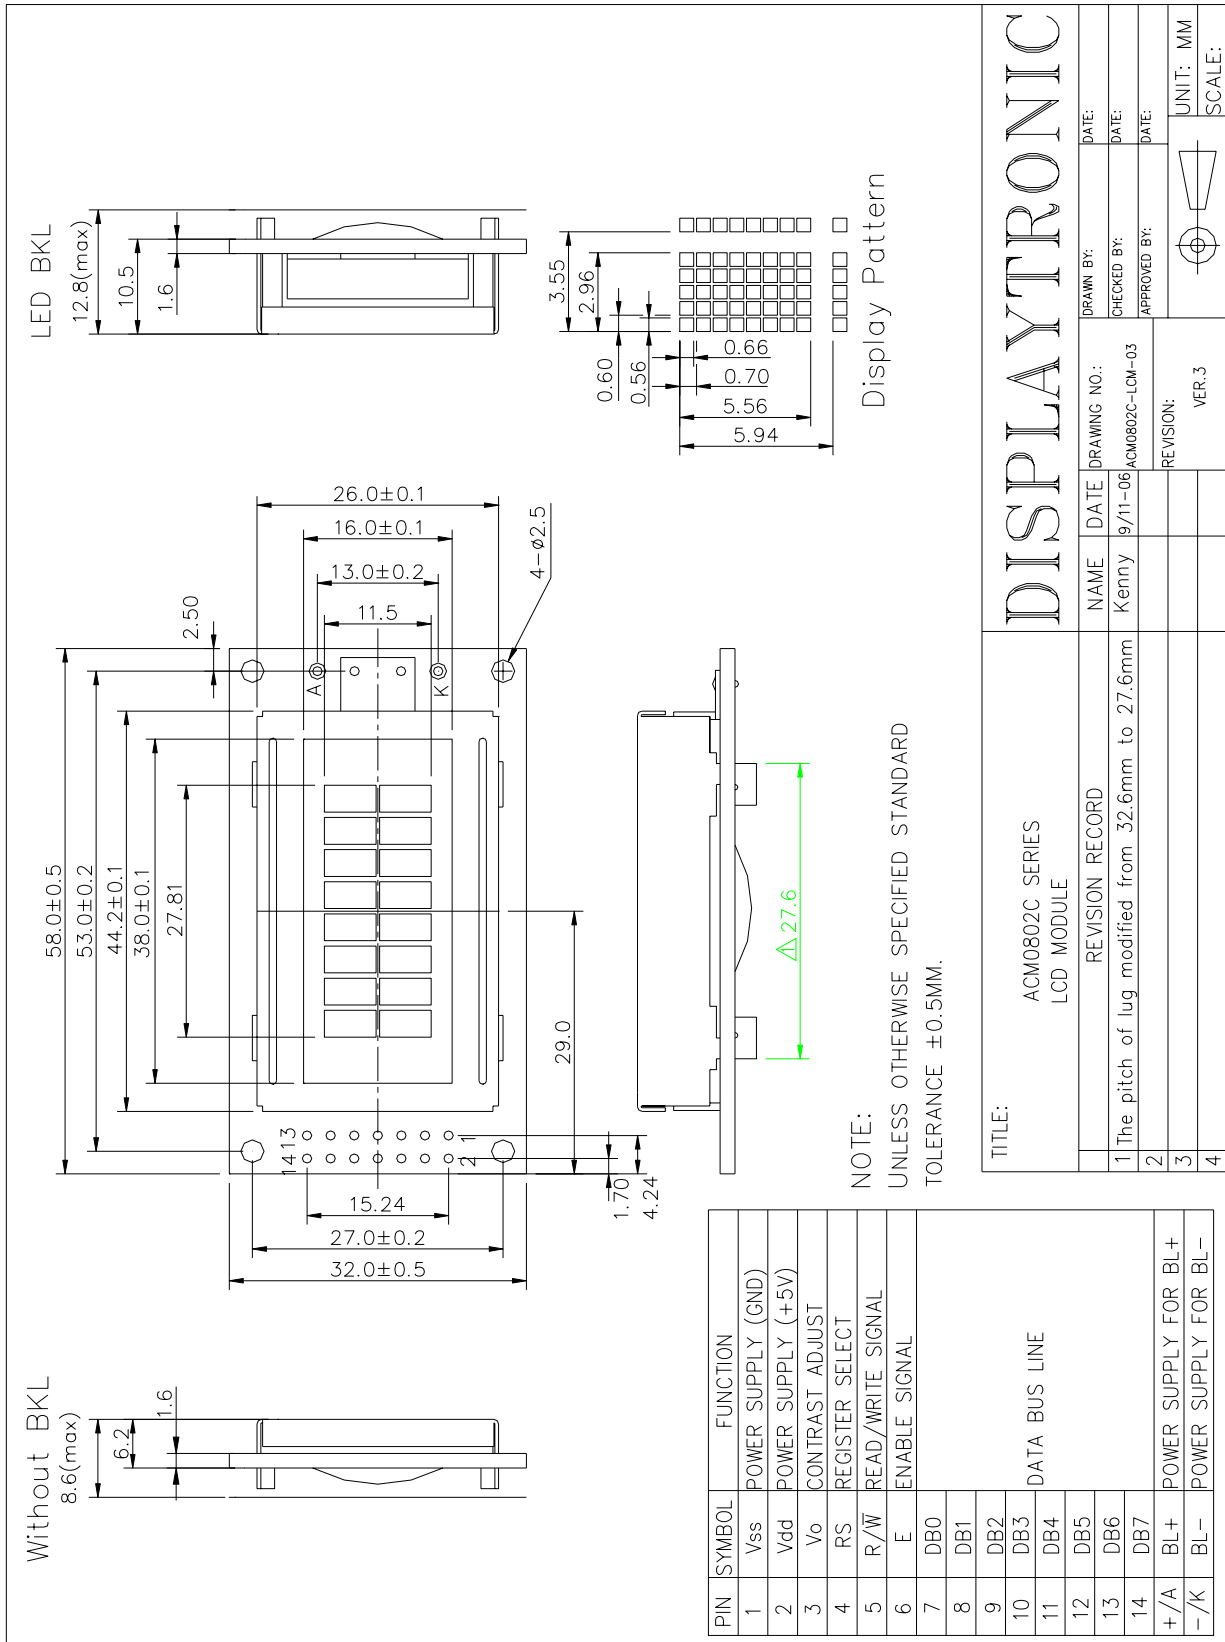 Without BKL
8.6(max)
6.2
1.6
58.0±0.5
53.0±0.2
44.2±0.1
38.0±0.1
27.81
2.50
26.0±0.1
16.0±0.1
13.0±0.2
11.5
4-ø2.5
A
K
14
13
2
1
15.24
27.0±0.2
32.0±0.5
29.0
1.70
4.24
LED BKL
12.8(max)
10.5
1.6
3.55
2.96
0.60
0.56
0.66
0.70
5.56
5.94
Display Pattern
1
27.6
NOTE:
UNLESS OTHERWISE SPECIFIED STANDARD
TOLERANCE ±0.5MM.
PIN SYMBOL FUNCTION
1 Vss POWER SUPPLY (GND)
2 Vdd POWER SUPPLY (+5V)
3 Vo CONTRAST ADJUST
4 RS REGISTER SELECT
5 R/W̅ READ/WRITE SIGNAL
6 E ENABLE SIGNAL
7 DB0
8 DB1
9 DB2
10 DB3
DATA BUS LINE
11 DB4
12 DB5
13 DB6
14 DB7
+/A BL+ POWER SUPPLY FOR BL+
-/K BL- POWER SUPPLY FOR BL-
TITLE:
ACM0802C SERIES
LCD MODULE
DISPLAYTRONIC
REVISION RECORD NAME DATE
1 The pitch of lug modified from 32.6mm to 27.6mm Kenny 9/11-06
2
3
4
DRAWING NO.:
ACM0802C-LCM-03
REVISION:
VER.3
DRAWN BY: DATE:
CHECKED BY: DATE:
APPROVED BY: DATE:
UNIT: MM
SCALE: